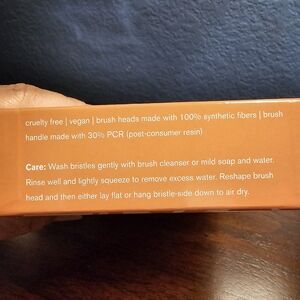 cruelty free | vegan | brush heads made with 100% synthetic fibers | brush
handle made with 30% PCR (post-consumer resin)
Care: Wash bristles gently with brush cleanser or mild soap and water.
Rinse well and lightly squeeze to remove excess water. Reshape brush
head and then either lay flat or hang bristle-side down to air dry.